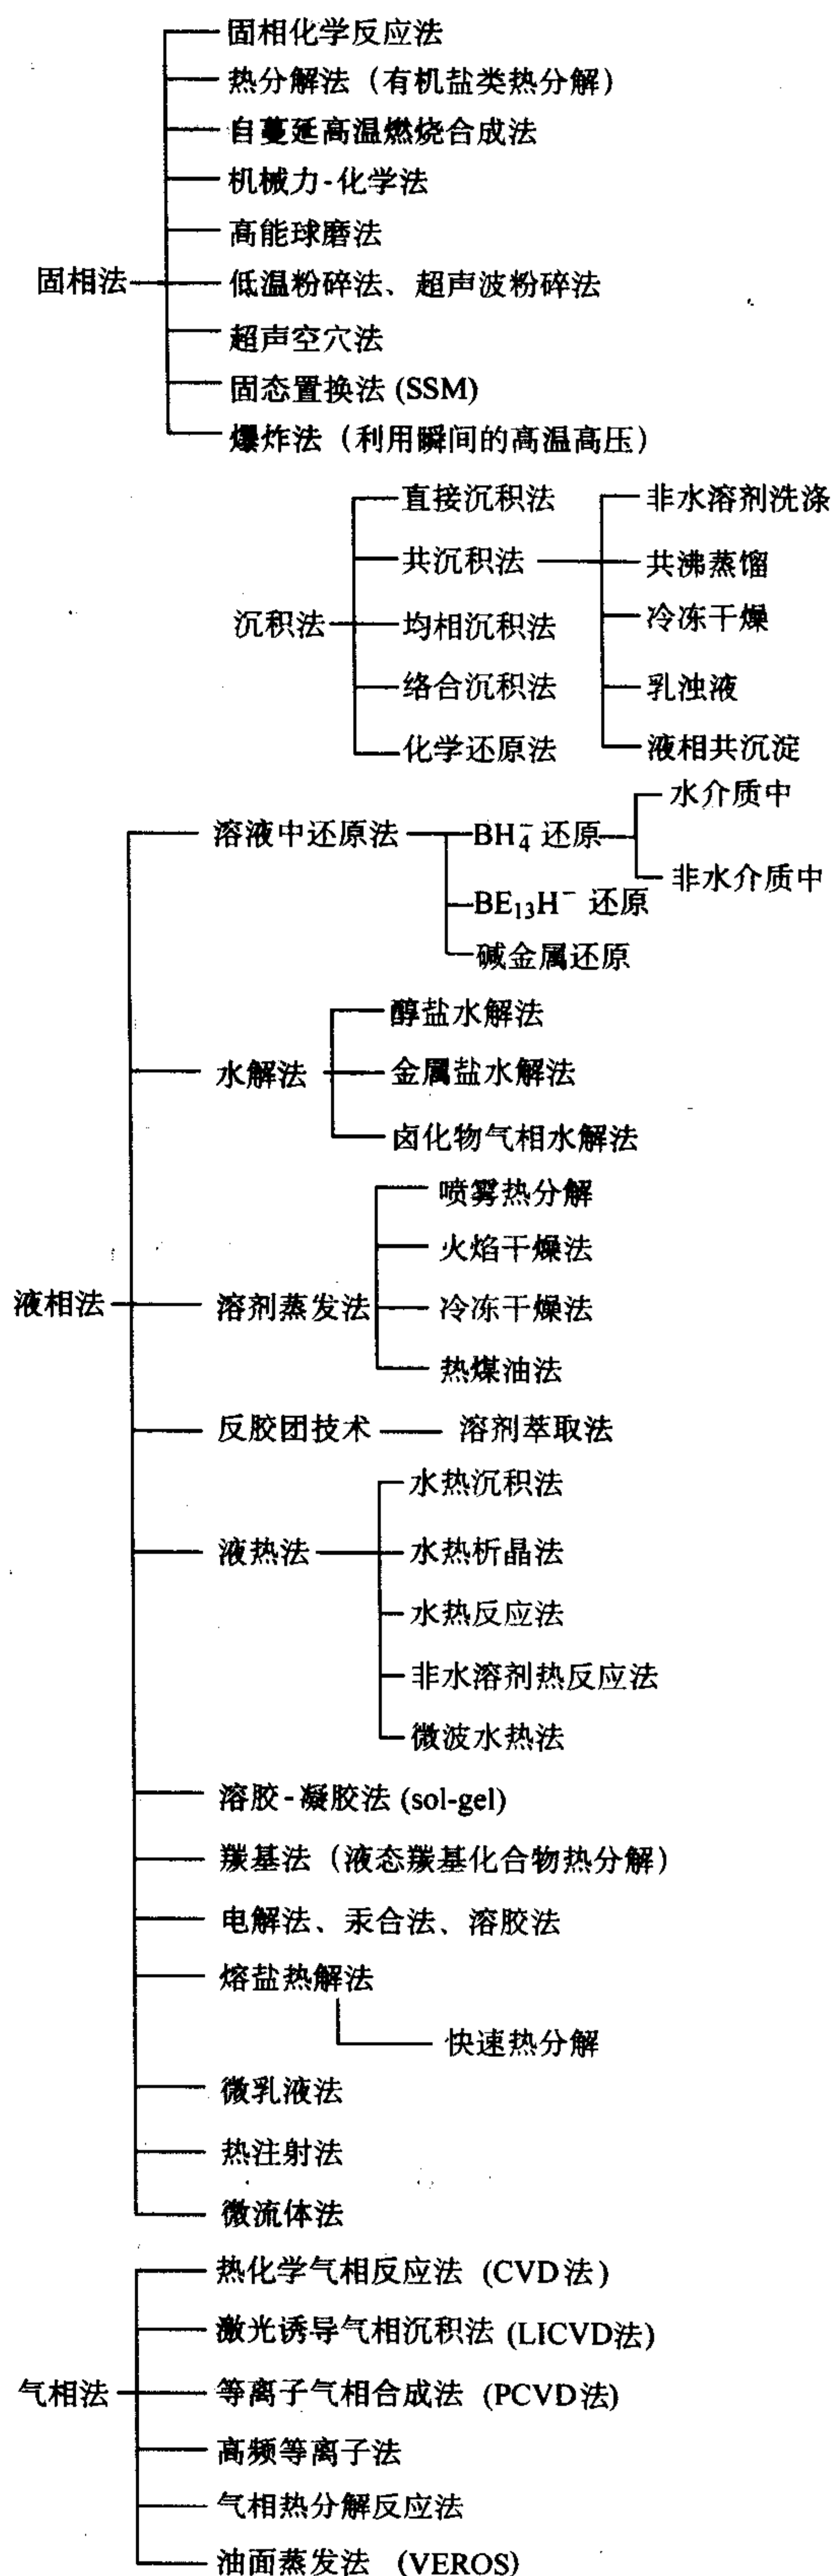 固相化学反应法
热分解法（有机盐类热分解）
自蔓延高温燃烧合成法
机械力-化学法
高能球磨法
固相法
低温粉碎法、超声波粉碎法
超声空穴法
固态置换法 (SSM)
爆炸法（利用瞬间的高温高压）
直接沉积法
非水溶剂洗涤
共沉积法
共沸蒸馏
沉积法
均相沉积法
冷冻干燥
络合沉积法
乳浊液
化学还原法
液相共沉淀
水介质中
溶液中还原法
BH₄⁻ 还原
非水介质中
BE₁₃H⁻ 还原
碱金属还原
醇盐水解法
水解法
金属盐水解法
卤化物气相水解法
喷雾热分解
火焰干燥法
液相法
溶剂蒸发法
冷冻干燥法
热煤油法
反胶团技术
溶剂萃取法
水热沉积法
液热法
水热析晶法
水热反应法
非水溶剂热反应法
微波水热法
溶胶-凝胶法 (sol-gel)
羰基法（液态羰基化合物热分解）
电解法、汞合法、溶胶法
熔盐热解法
快速热分解
微乳液法
热注射法
微流体法
热化学气相反应法 (CVD法)
激光诱导气相沉积法 (LICVD法)
气相法
等离子气相合成法 (PCVD法)
高频等离子法
气相热分解反应法
油面蒸发法 (VEROS)